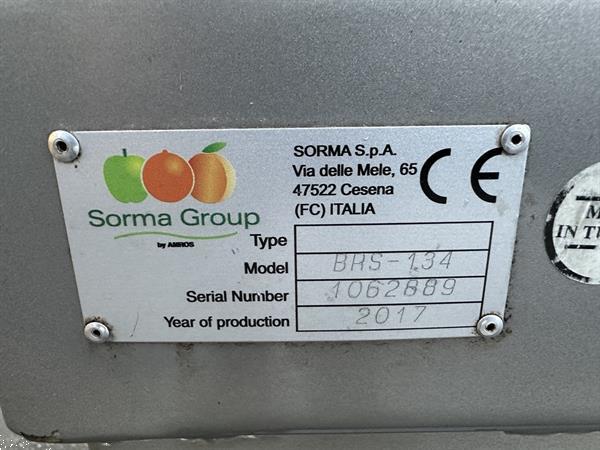 SORMA S.p.A.
Via delle Mele, 65
47522 Cesena
(FC) ITALIA
CE
Sorma Group
by AMROS
Type
Model BHS-134
Serial Number 1062889
Year of production 2017
IN